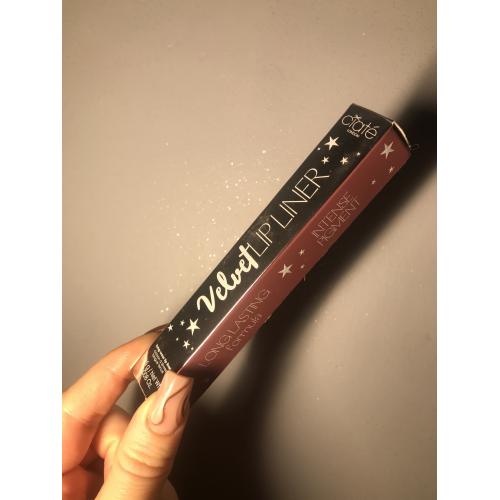 ciaté
LONDON
Velvet LIP LINER
INTENSE
PIGMENT
LONG LASTING
Formula